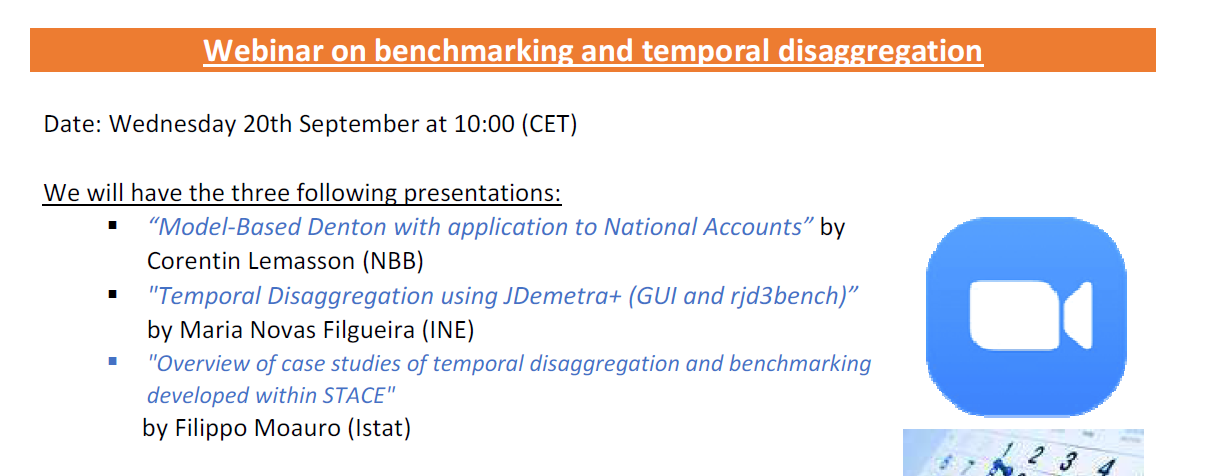 Webinar on benchmarking and temporal disaggregation
Date: Wednesday 20th September at 10:00 (CET)
We will have the three following presentations:
▪ “Model-Based Denton with application to National Accounts” by
Corentin Lemasson (NBB)
▪ "Temporal Disaggregation using JDemetra+ (GUI and rjd3bench)”
by Maria Novas Filgueira (INE)
▪ "Overview of case studies of temporal disaggregation and benchmarking
developed within STACE"
by Filippo Moauro (Istat)
6 7 1 2 3 4